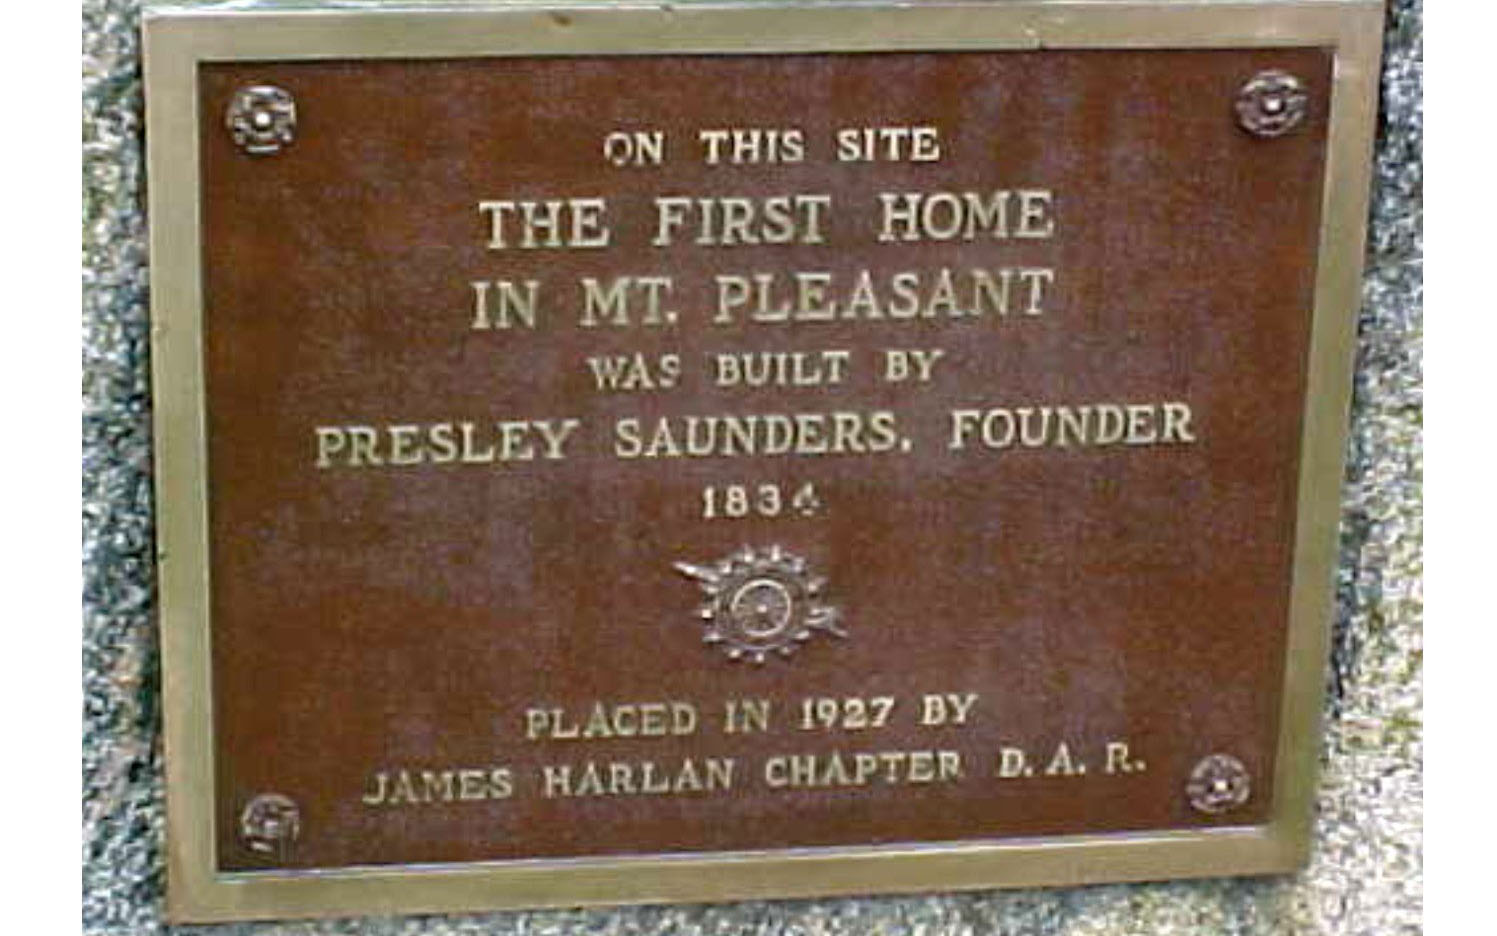 ON THIS SITE
THE FIRST HOME
IN MT. PLEASANT
WAS BUILT BY
PRESLEY SAUNDERS, FOUNDER
1834
PLACED IN 1927 BY
JAMES HARLAN CHAPTER D. A. R.